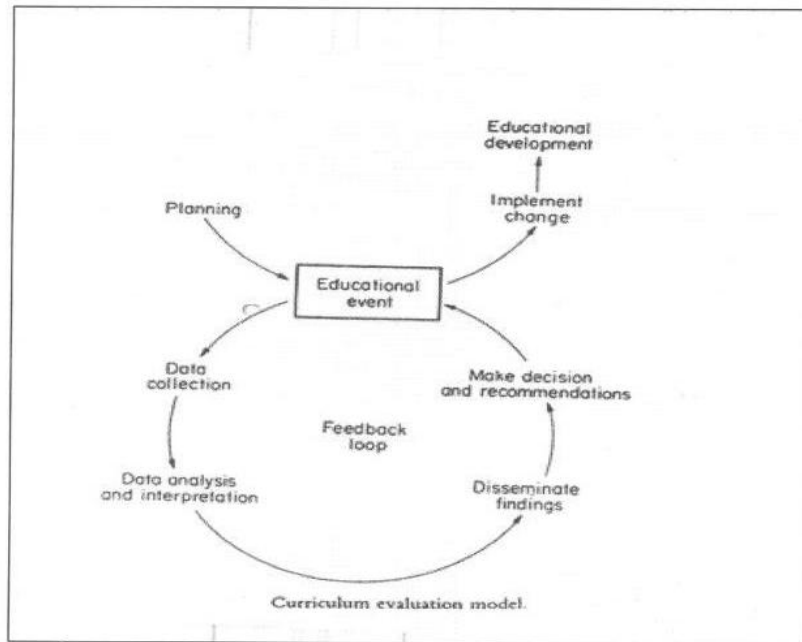 Educational
development
Planning
Implement
change
Educational
event
Data
collection
Make decision
and recommendations
Feedback
loop
Data analysis
and interpretation
Disseminate
findings
Curriculum evaluation model.